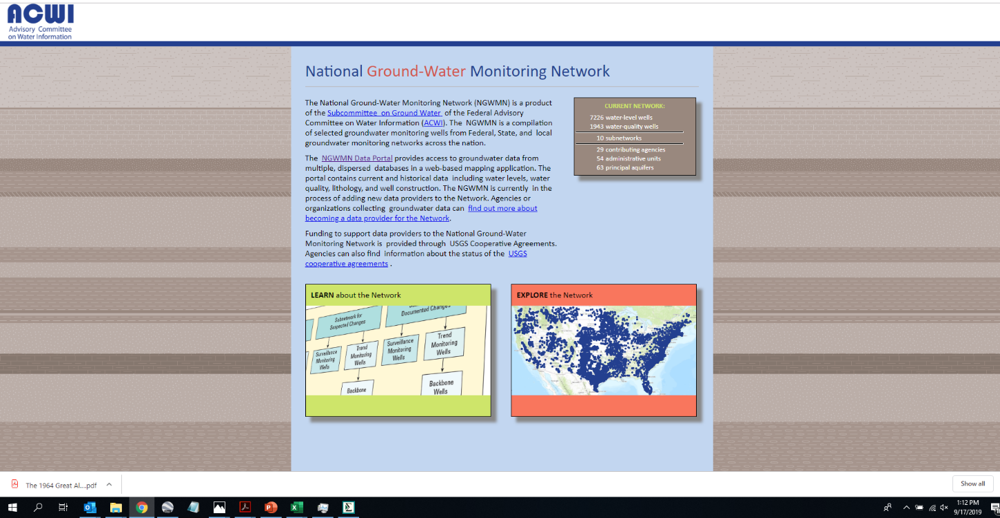 ACWI
Advisory Committee
on Water Information
National Ground-Water Monitoring Network
The National Ground-Water Monitoring Network (NGWMN) is a product
of the Subcommittee on Ground Water of the Federal Advisory
Committee on Water Information (ACWI). The NGWMN is a compilation
of selected groundwater monitoring wells from Federal, State, and local
groundwater monitoring networks across the nation.
The NGWMN Data Portal provides access to groundwater data from
multiple, dispersed databases in a web-based mapping application. The
portal contains current and historical data including water levels, water
quality, lithology, and well construction. The NGWMN is currently in the
process of adding new data providers to the Network. Agencies or
organizations collecting groundwater data can find out more about
becoming a data provider for the Network.
Funding to support data providers to the National Ground-Water
Monitoring Network is provided through USGS Cooperative Agreements.
Agencies can also find information about the status of the USGS
cooperative agreements .
CURRENT NETWORK:
7226 water-level wells
1943 water-quality wells
10 subnetworks
29 contributing agencies
54 administrative units
63 principal aquifers
LEARN about the Network
Subnetwork for
Suspected Changes
Documented Changes
Surveillance
Monitoring
Wells
Trend
Monitoring
Wells
Surveillance
Monitoring
Wells
Trend
Monitoring
Wells
Backbone
Backbone
Wells
EXPLORE the Network
The 1964 Great Al....pdf
Show all
1:12 PM
9/17/2019